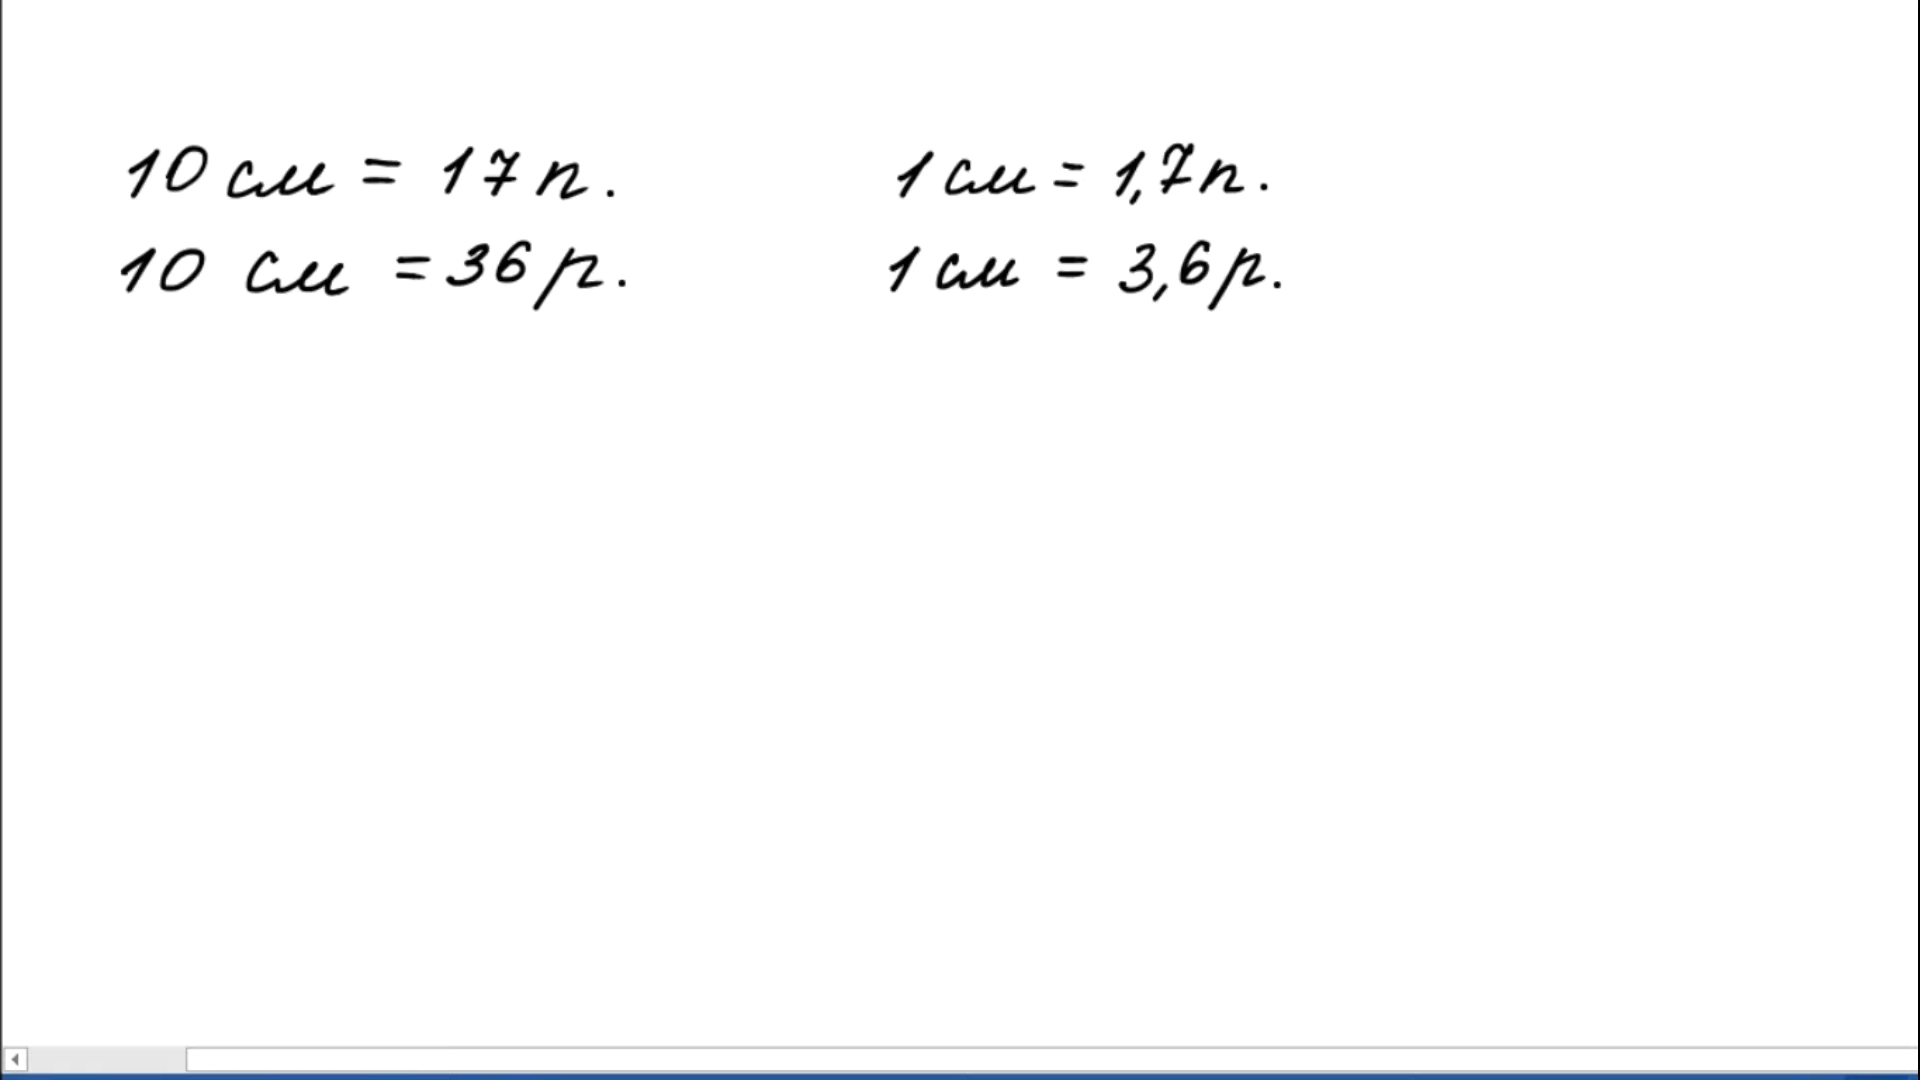 10 см = 17 п.    1 см = 1,7 п.
10 см = 36 р.    1 см = 3,6 р.